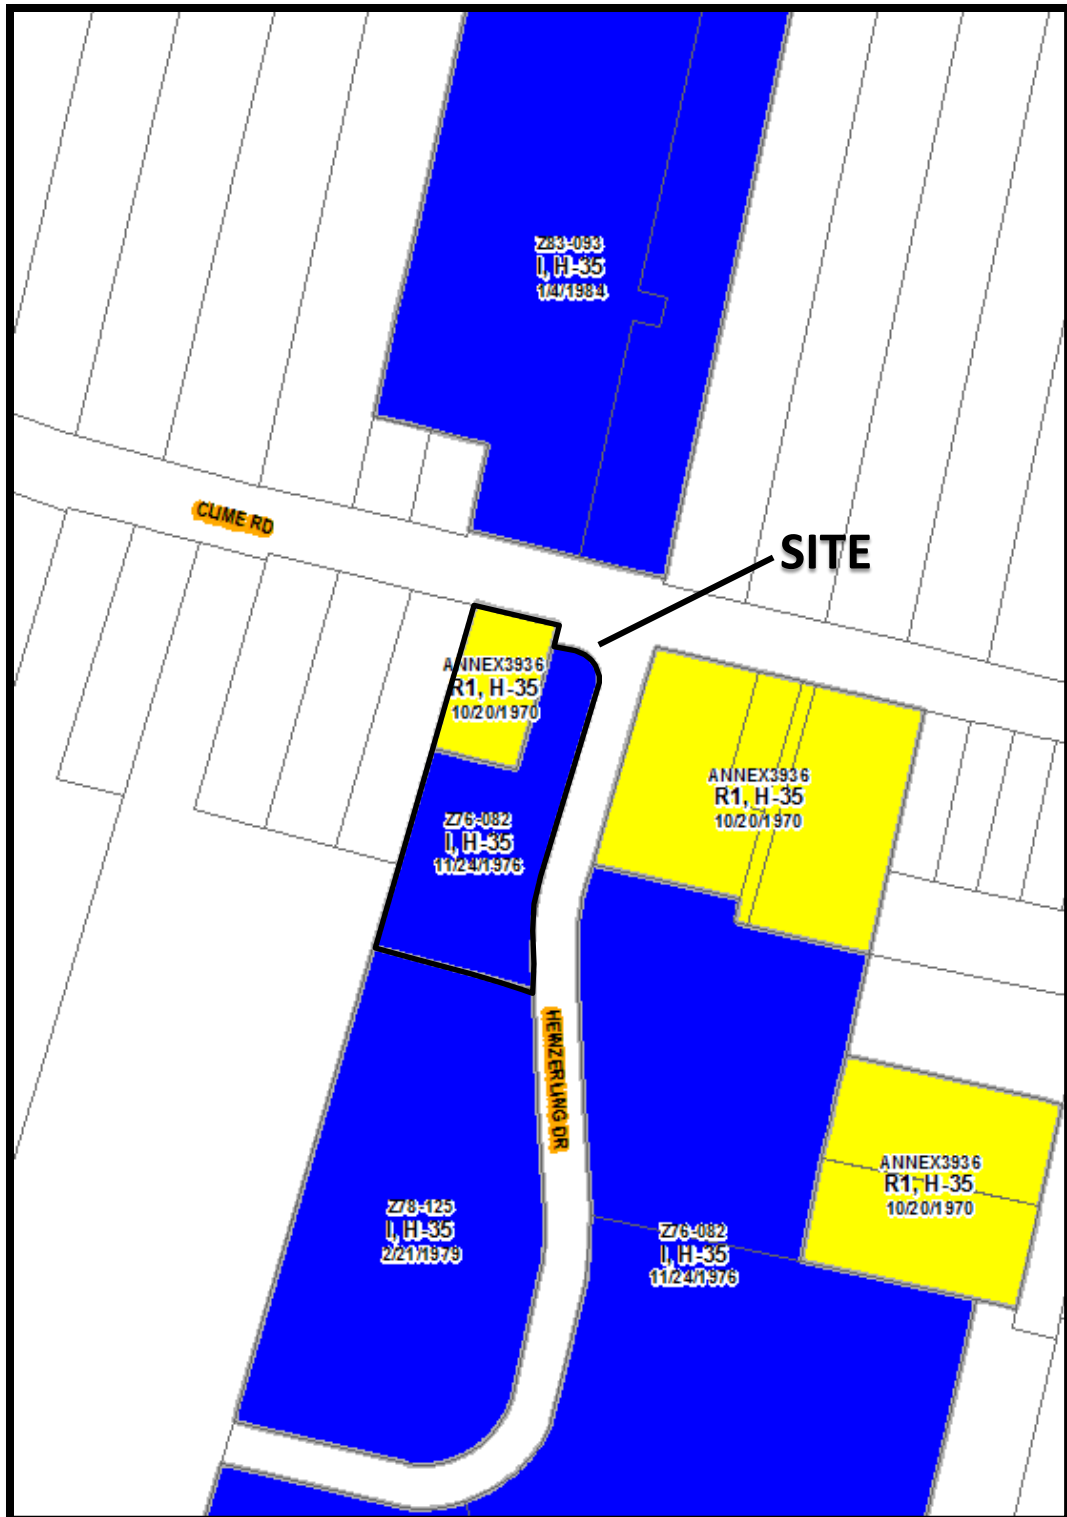 Z83-093
I, H-35
1/4/1984
CLIME RD
SITE
ANNEX3936
R1, H-35
10/20/1970
ANNEX3936
R1, H-35
10/20/1970
Z76-082
I, H-35
11/24/1976
HEINZERLING DR
ANNEX3936
R1, H-35
10/20/1970
Z78-125
I, H-35
2/21/1979
Z76-082
I, H-35
11/24/1976